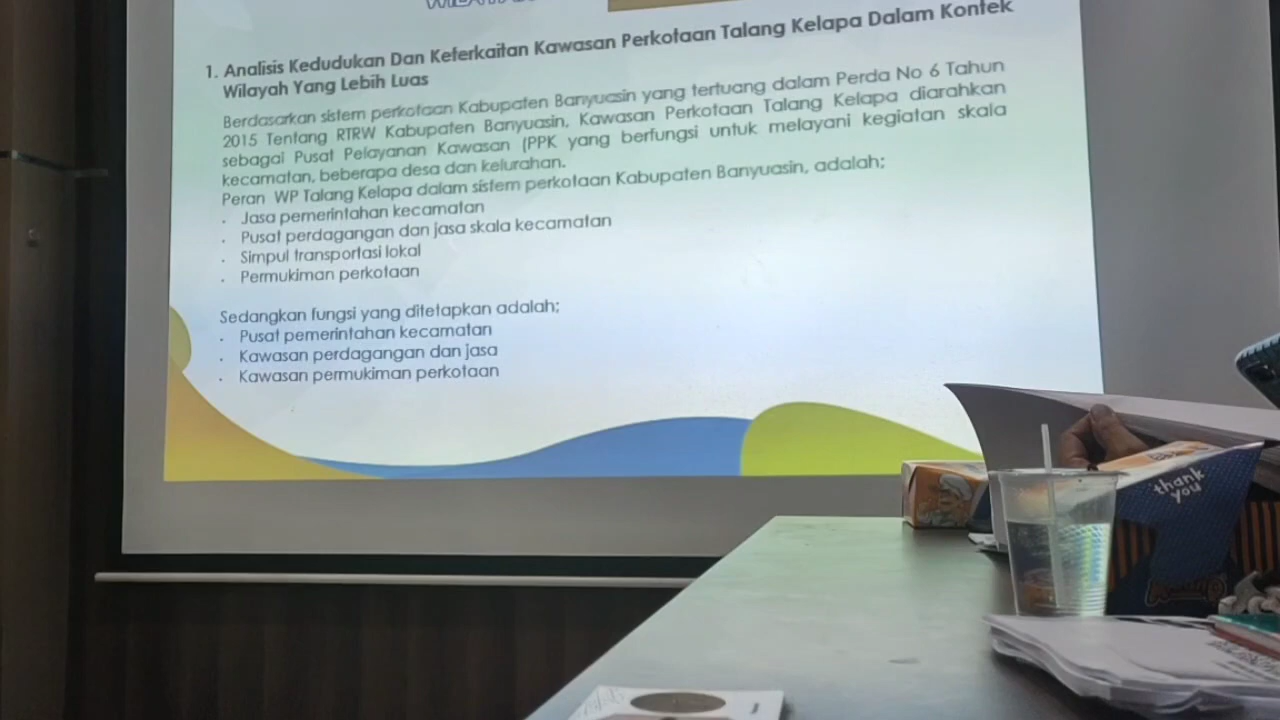 1. Analisis Kedudukan Dan Keterkaitan Kawasan Perkotaan Talang Kelapa Dalam Kontek
Wilayah Yang Lebih Luas
Berdasarkan sistem perkotaan Kabupaten Banyuasin yang tertuang dalam Perda No 6 Tahun
2015 Tentang RTRW Kabupaten Banyuasin, Kawasan Perkotaan Talang Kelapa diarahkan
sebagai Pusat Pelayanan Kawasan (PPK yang berfungsi untuk melayani kegiatan skala
kecamatan, beberapa desa dan kelurahan.
Peran WP Talang Kelapa dalam sistem perkotaan Kabupaten Banyuasin, adalah;
• Jasa pemerintahan kecamatan
• Pusat perdagangan dan jasa skala kecamatan
• Simpul transportasi lokal
• Permukiman perkotaan
Sedangkan fungsi yang ditetapkan adalah;
• Pusat pemerintahan kecamatan
• Kawasan perdagangan dan jasa
• Kawasan permukiman perkotaan
thank
you